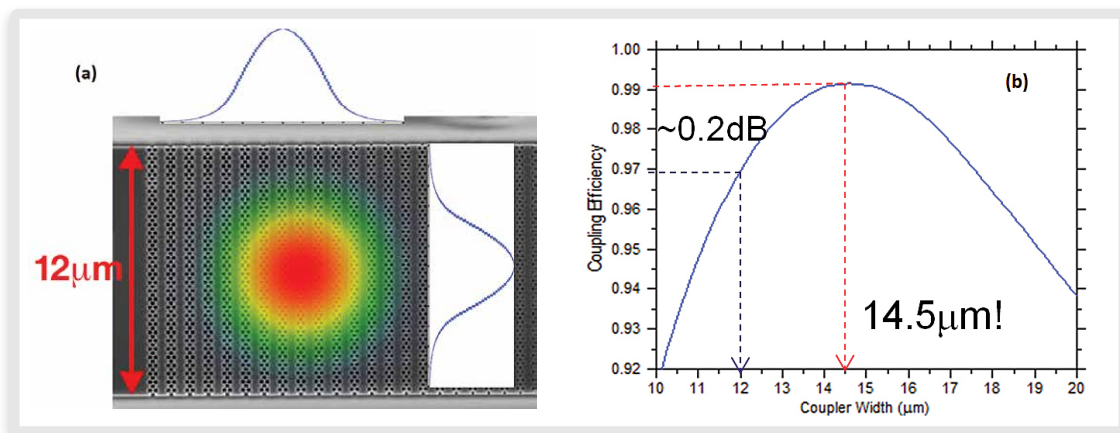 (a)
12μm
(b)
1.00
0.99
0.98
0.97
0.96
0.95
0.94
0.93
0.92
Coupling Efficiency
~0.2dB
14.5μm!
10 11 12 13 14 15 16 17 18 19 20
Coupler Width (μm)